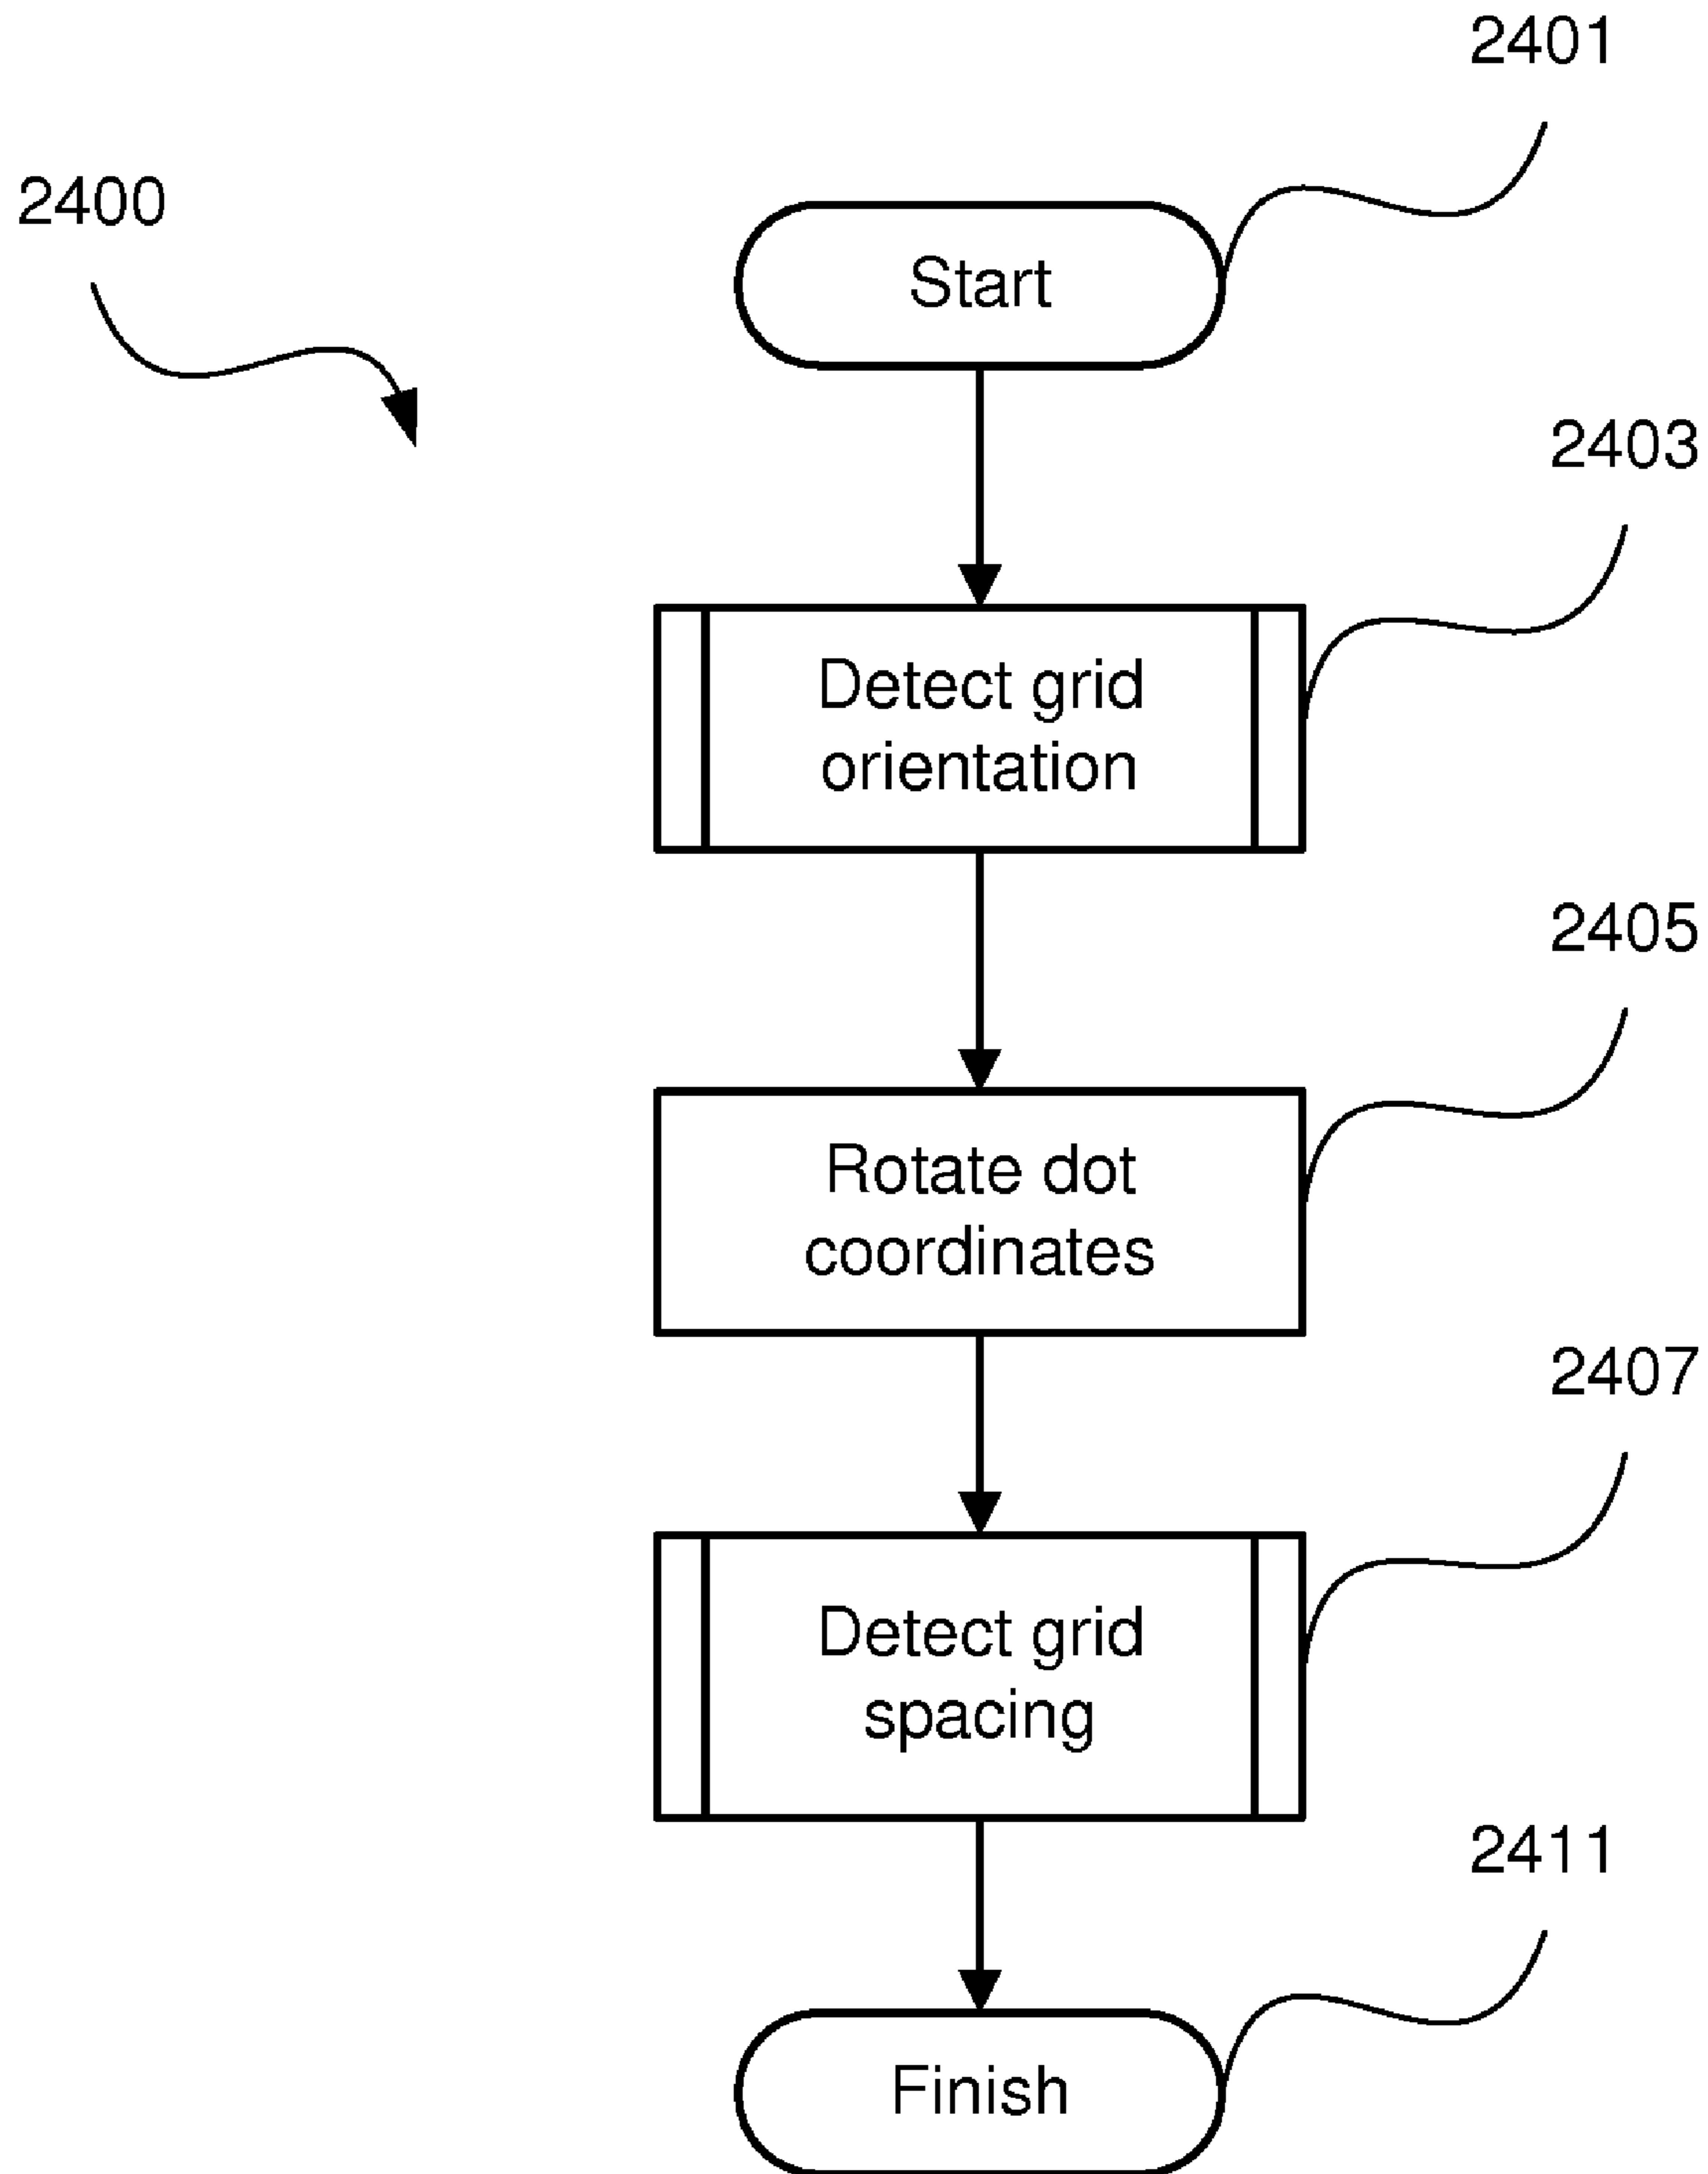 2401
2400
Start
2403
Detect grid
orientation
2405
Rotate dot
coordinates
2407
Detect grid
spacing
2411
Finish